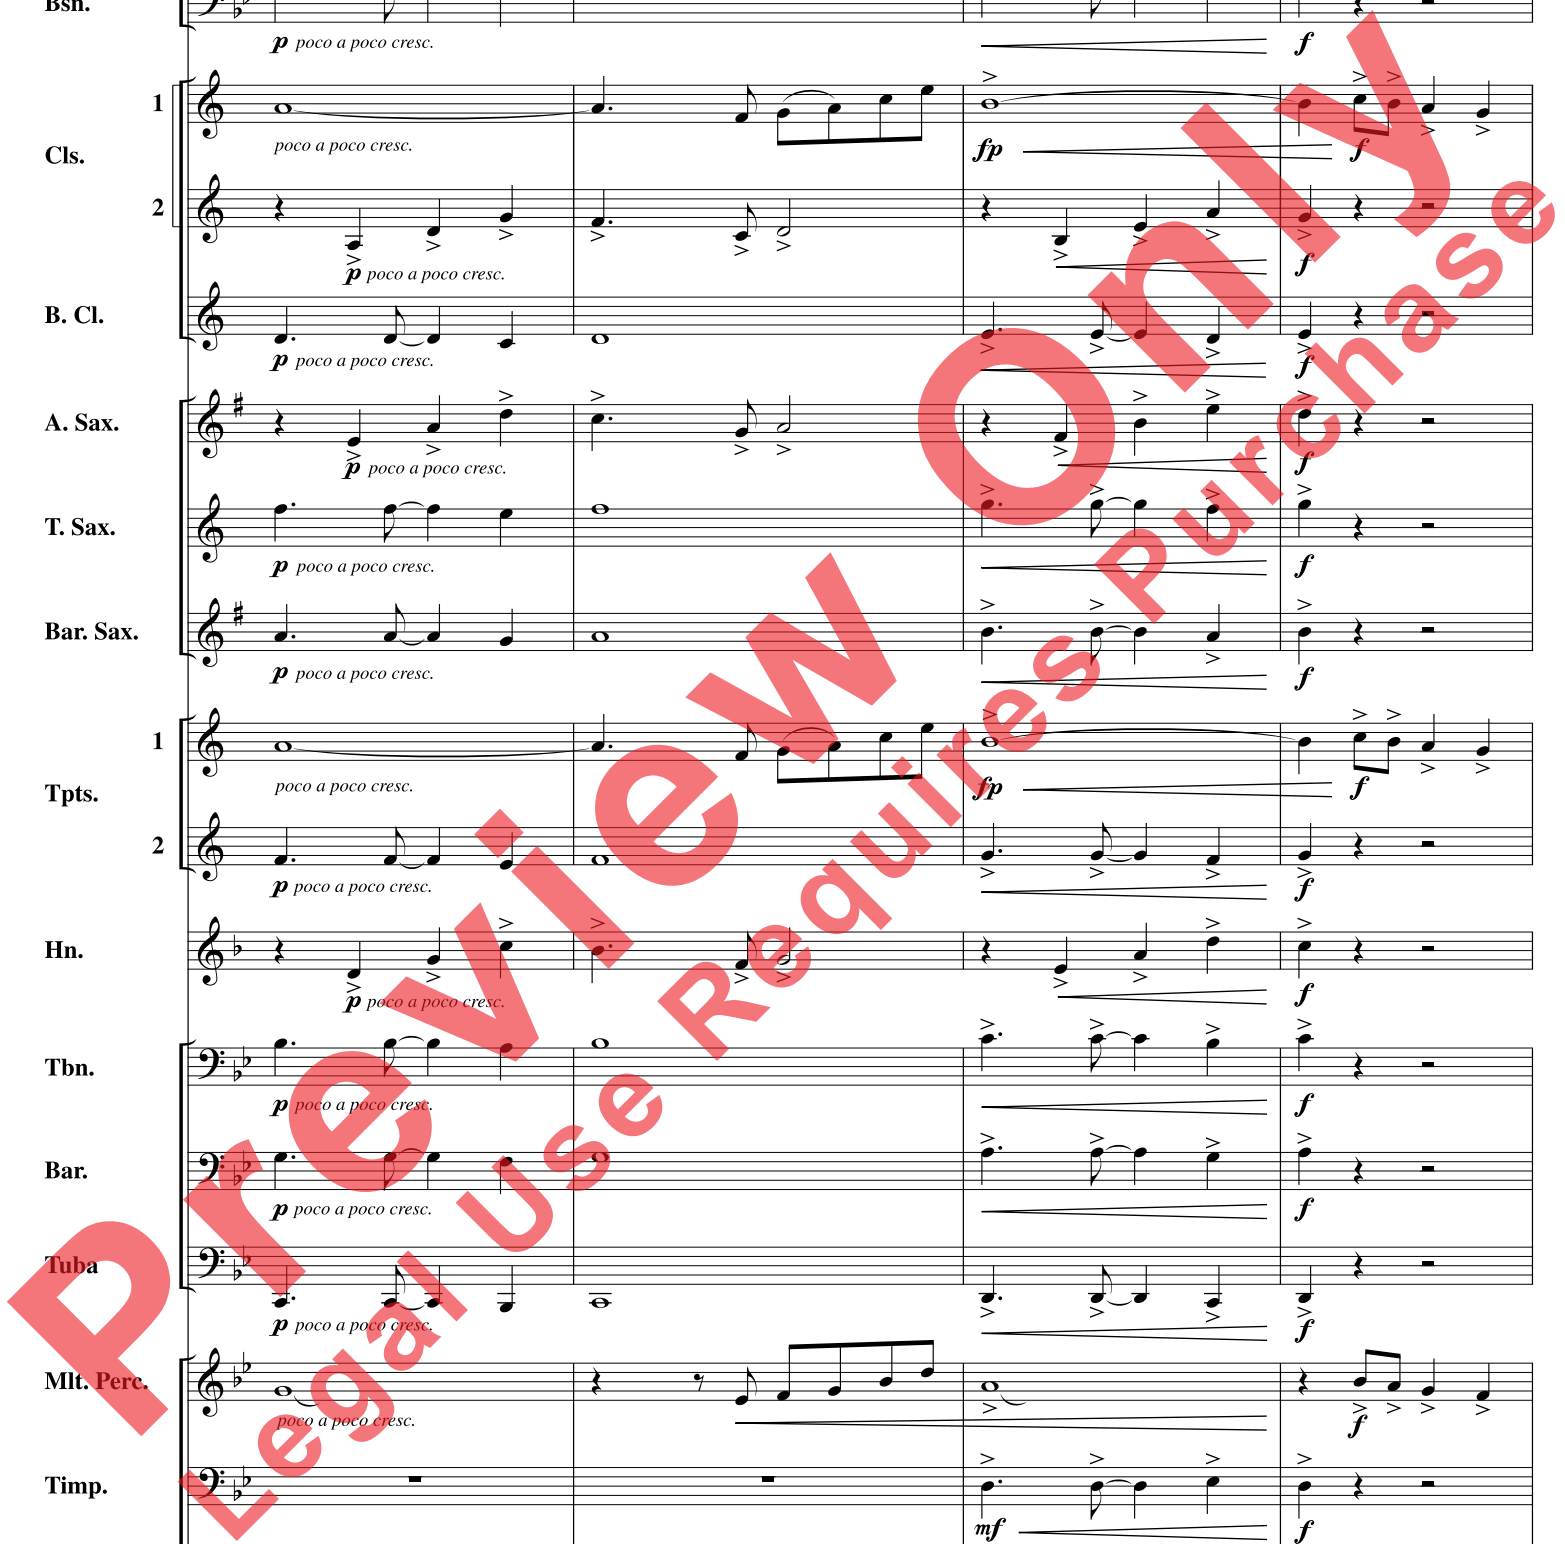 Bsn.
p poco a poco cresc.
f
1
Cls.
poco a poco cresc.
fp
f
2
p poco a poco cresc.
f
B. Cl.
p poco a poco cresc.
f
A. Sax.
p poco a poco cresc.
f
T. Sax.
p poco a poco cresc.
f
Bar. Sax.
p poco a poco cresc.
f
1
Tpts.
poco a poco cresc.
fp
f
2
p poco a poco cresc.
f
Hn.
p poco a poco cresc.
f
Tbn.
p poco a poco cresc.
f
Bar.
p poco a poco cresc.
f
Tuba
p poco a poco cresc.
f
Mlt. Perc.
poco a poco cresc.
f
Timp.
mf
f
Preview Only
Legal Use Requires Purchase